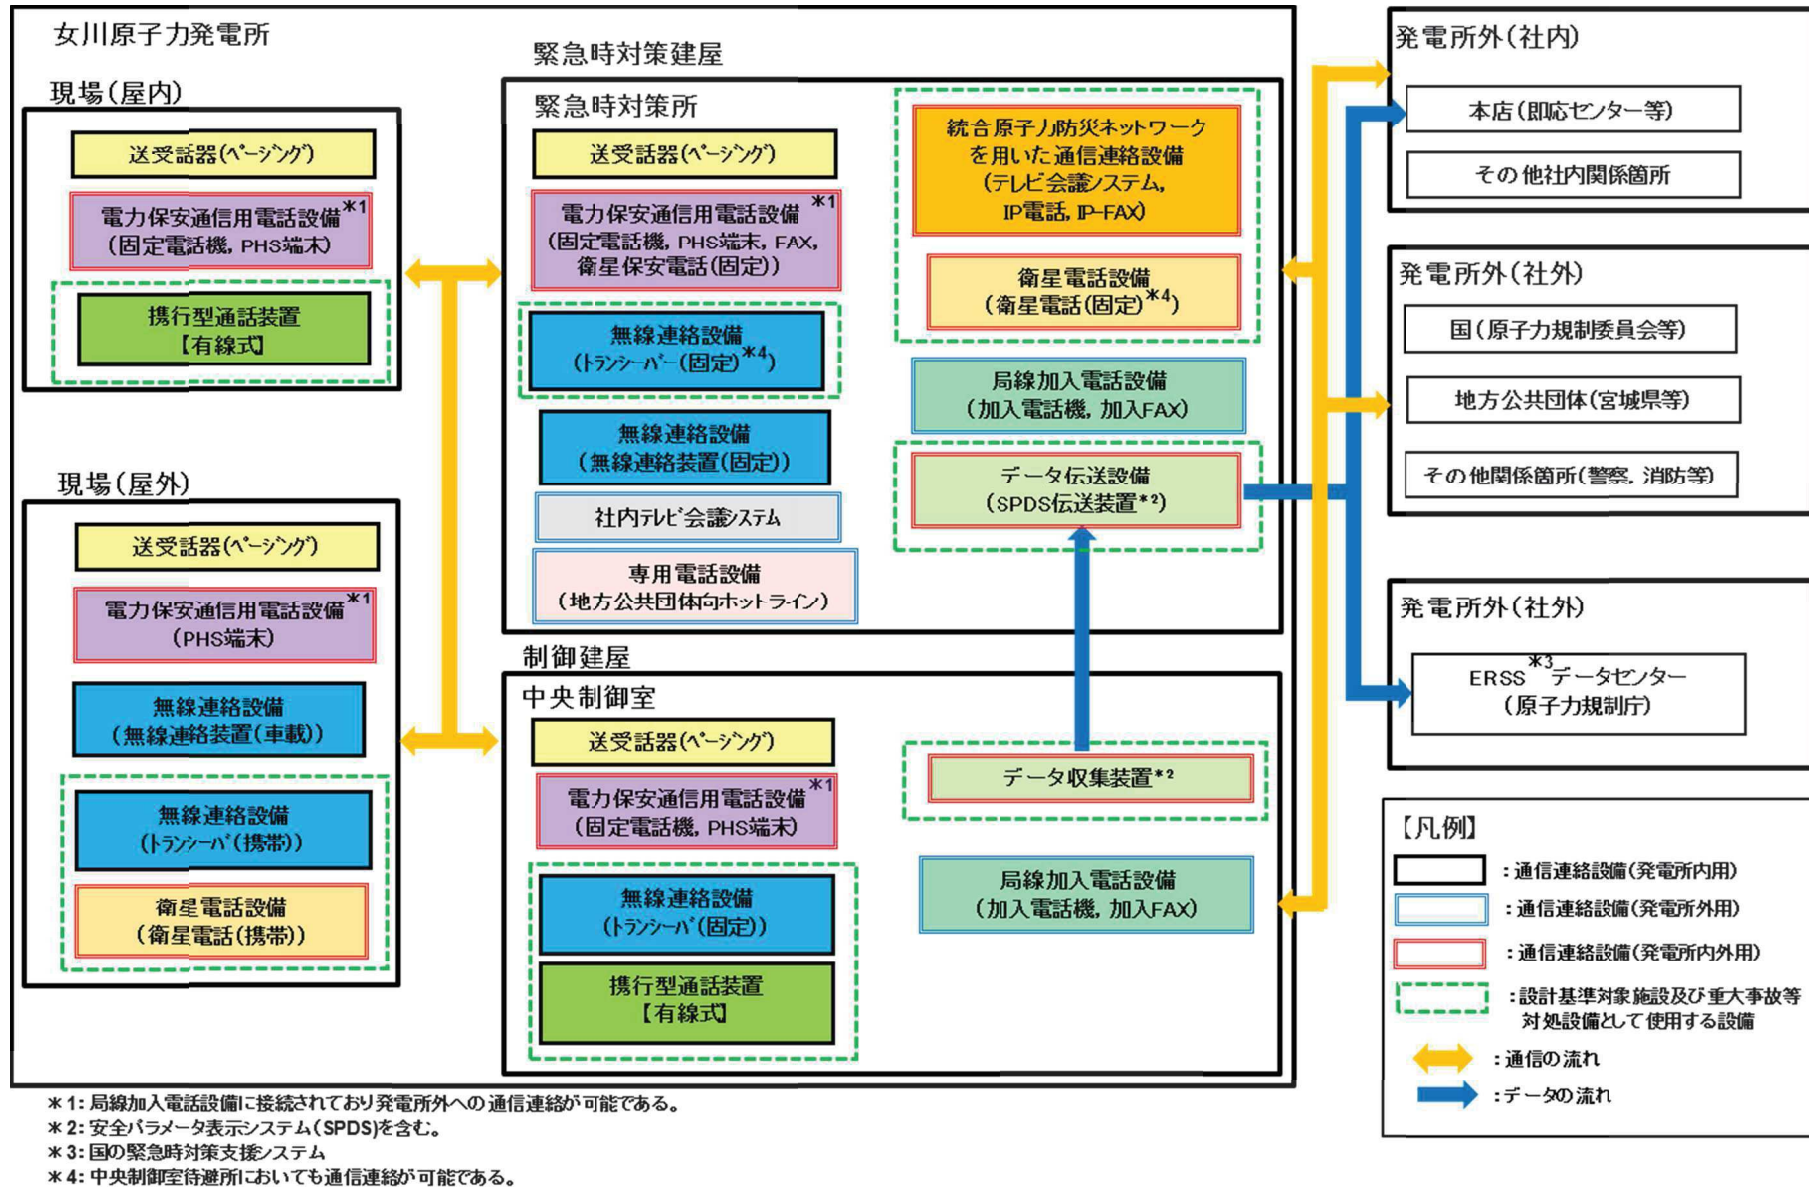 女川原子力発電所
現場(屋内)
送受話器(ページング)
電力保安通信用電話設備*1
(固定電話機, PHS端末)
携行型通話装置
【有線式】
現場(屋外)
送受話器(ページング)
電力保安通信用電話設備*1
(PHS端末)
無線連絡設備
(無線連絡装置(車載))
無線連絡設備
(トランシーバ(携帯))
衛星電話設備
(衛星電話(携帯))
緊急時対策建屋
緊急時対策所
送受話器(ページング)
電力保安通信用電話設備*1
(固定電話機, PHS端末, FAX,
衛星保安電話(固定))
無線連絡設備
(トランシーバー(固定)*4)
無線連絡設備
(無線連絡装置(固定))
社内テレビ会議システム
専用電話設備
(地方公共団体向ホットライン)
統合原子力防災ネットワーク
を用いた通信連絡設備
(テレビ会議システム,
IP電話, IP-FAX)
衛星電話設備
(衛星電話(固定)*4)
局線加入電話設備
(加入電話機, 加入FAX)
データ伝送設備
(SPDS伝送装置*2)
制御建屋
中央制御室
送受話器(ページング)
電力保安通信用電話設備*1
(固定電話機, PHS端末)
無線連絡設備
(トランシーバ(固定))
携行型通話装置
【有線式】
データ収集装置*2
局線加入電話設備
(加入電話機, 加入FAX)
発電所外(社内)
本店(即応センター等)
その他社内関係箇所
発電所外(社外)
国(原子力規制委員会等)
地方公共団体(宮城県等)
その他関係箇所(警察, 消防等)
発電所外(社外)
ERSS*3データセンター
(原子力規制庁)
【凡例】
:通信連絡設備(発電所内用)
:通信連絡設備(発電所外用)
:通信連絡設備(発電所内外用)
:設計基準対象施設及び重大事故等
対処設備として使用する設備
:通信の流れ
:データの流れ
*1:局線加入電話設備に接続されており発電所外への通信連絡が可能である。
*2:安全パラメータ表示システム(SPDS)を含む。
*3:国の緊急時対策支援システム
*4:中央制御室待避所においても通信連絡が可能である。